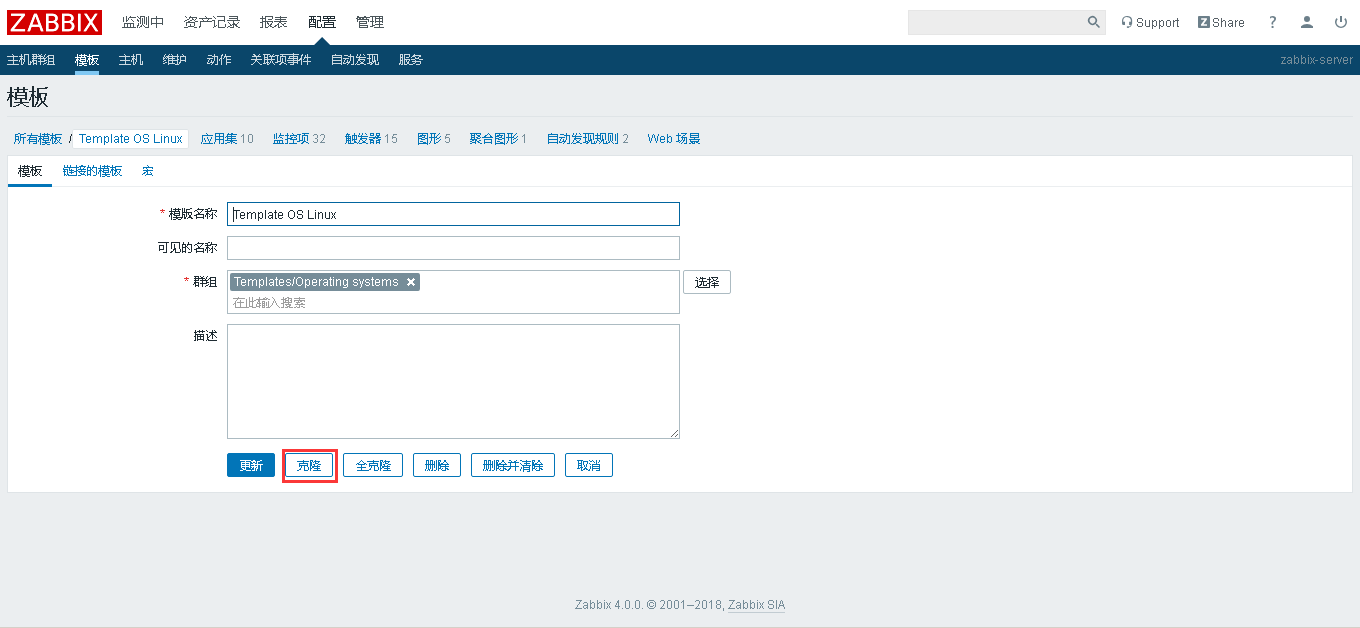 ZABBIX 监测中 资产记录 报表 配置 管理 Support Z Share ?
主机群组 模板 主机 维护 动作 关联项事件 自动发现 服务 zabbix-server
模板
所有模板 / Template OS Linux 应用集 10 监控项 32 触发器 15 图形 5 聚合图形 1 自动发现规则 2 Web 场景
模板 链接的模板 宏
* 模版名称 Template OS Linux
可见的名称
* 群组 Templates/Operating systems × 选择
在此输入搜索
描述
更新 克隆 全克隆 删除 删除并清除 取消
Zabbix 4.0.0. © 2001–2018, Zabbix SIA